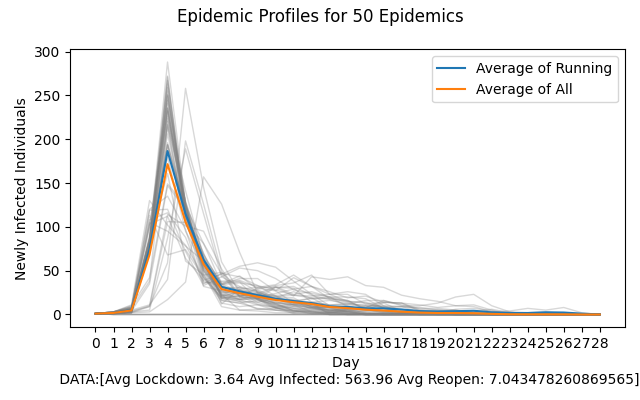 Epidemic Profiles for 50 Epidemics
300
250
200
150
100
50
0
Newly Infected Individuals
Average of Running
Average of All
0 1 2 3 4 5 6 7 8 9 10 11 12 13 14 15 16 17 18 19 20 21 22 23 24 25 26 27 28
Day
DATA:[Avg Lockdown: 3.64 Avg Infected: 563.96 Avg Reopen: 7.043478260869565]